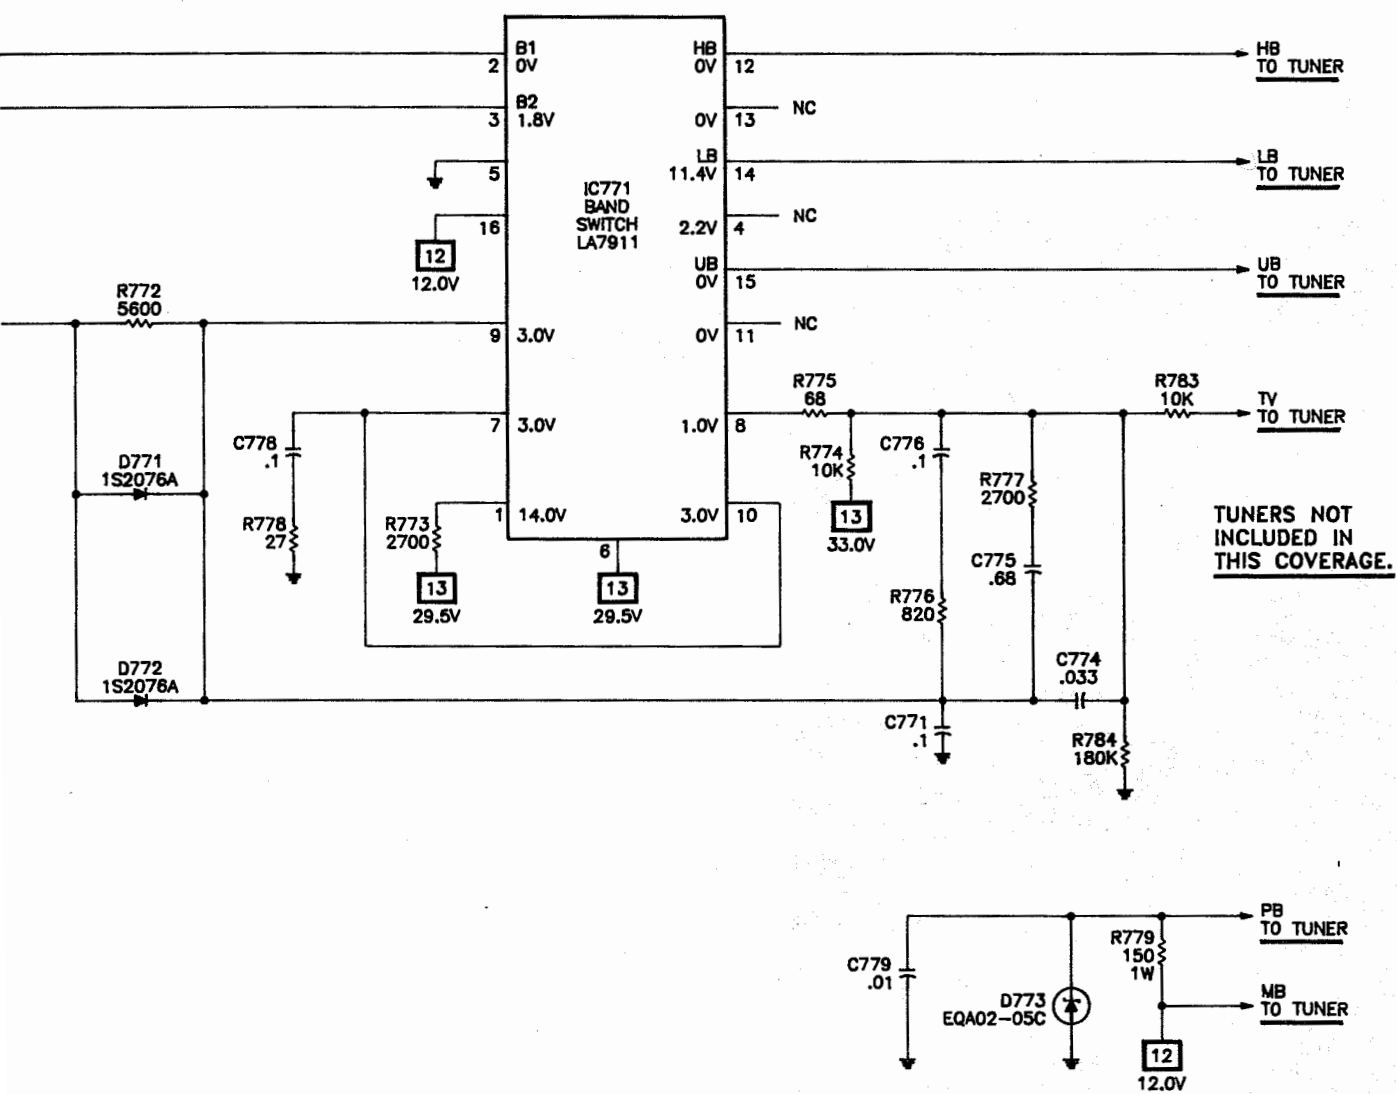 B1
2 0V
B2
3 1.8V
5
16
12
12.0V
IC771
BAND
SWITCH
LA7911
HB
0V 12
0V 13
NC
LB
11.4V 14
2.2V 4
NC
UB
0V 15
0V 11
NC
HB
TO TUNER
LB
TO TUNER
UB
TO TUNER
R772
5600
9 3.0V
7 3.0V
1.0V 8
R775
68
R783
10K
TV
TO TUNER
C778
.1
R774
10K
C776
.1
R777
2700
D771
1S2076A
R778
27
R773
2700
1 14.0V
3.0V 10
6
13
33.0V
13
29.5V
13
29.5V
TUNERS NOT
INCLUDED IN
THIS COVERAGE.
C775
.68
R776
820
D772
1S2076A
C774
.033
C771
.1
R784
180K
PB
TO TUNER
R779
150
1W
C779
.01
D773
EQA02-05C
MB
TO TUNER
12
12.0V